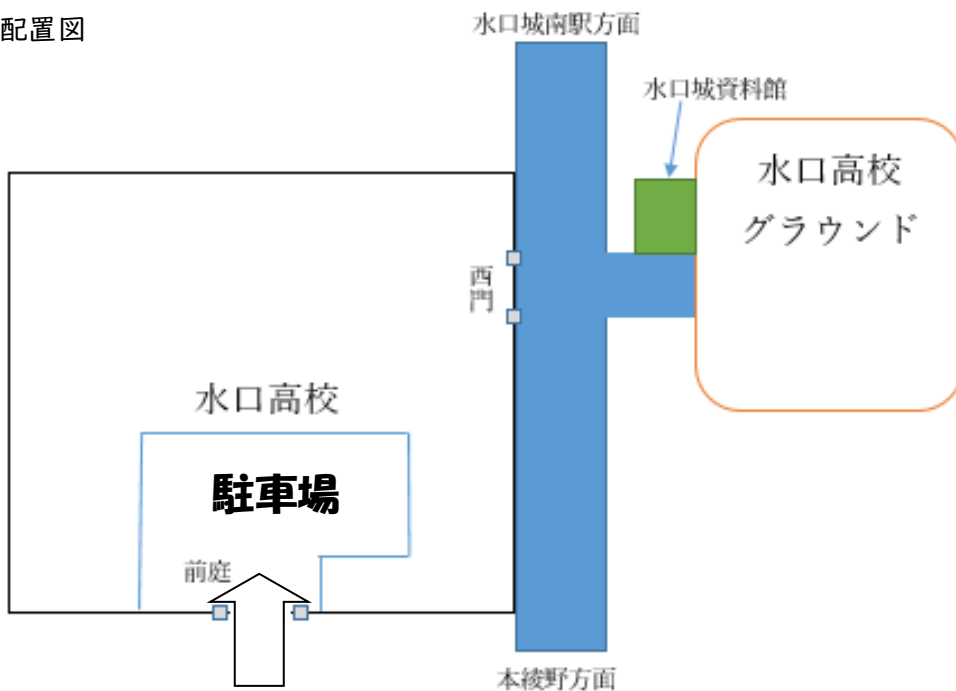 配置図
水口城南駅方面
水口城資料館
水口高校
グラウンド
西門
水口高校
駐車場
前庭
本綾野方面